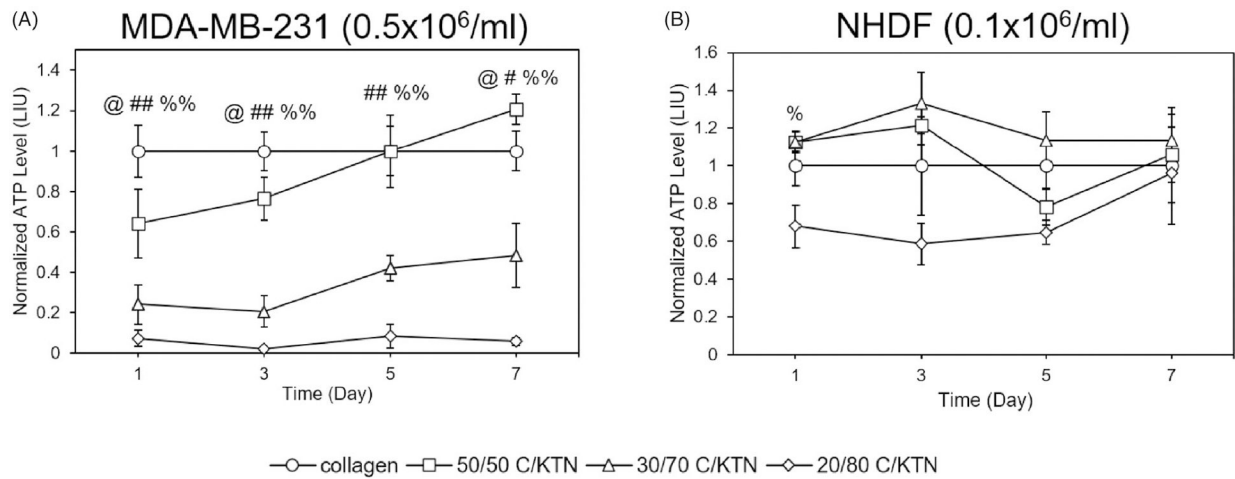 (A)
MDA-MB-231 (0.5x10⁶/ml)
Normalized ATP Level (LIU)
1.4
1.2
1
0.8
0.6
0.4
0.2
0
@ ## %%
@ ## %%
## %%
@ # %%
1 3 5 7
Time (Day)
(B)
NHDF (0.1x10⁶/ml)
Normalized ATP Level (LIU)
1.6
1.4
1.2
1
0.8
0.6
0.4
0.2
0
%
1 3 5 7
Time (Day)
collagen 50/50 C/KTN 30/70 C/KTN 20/80 C/KTN